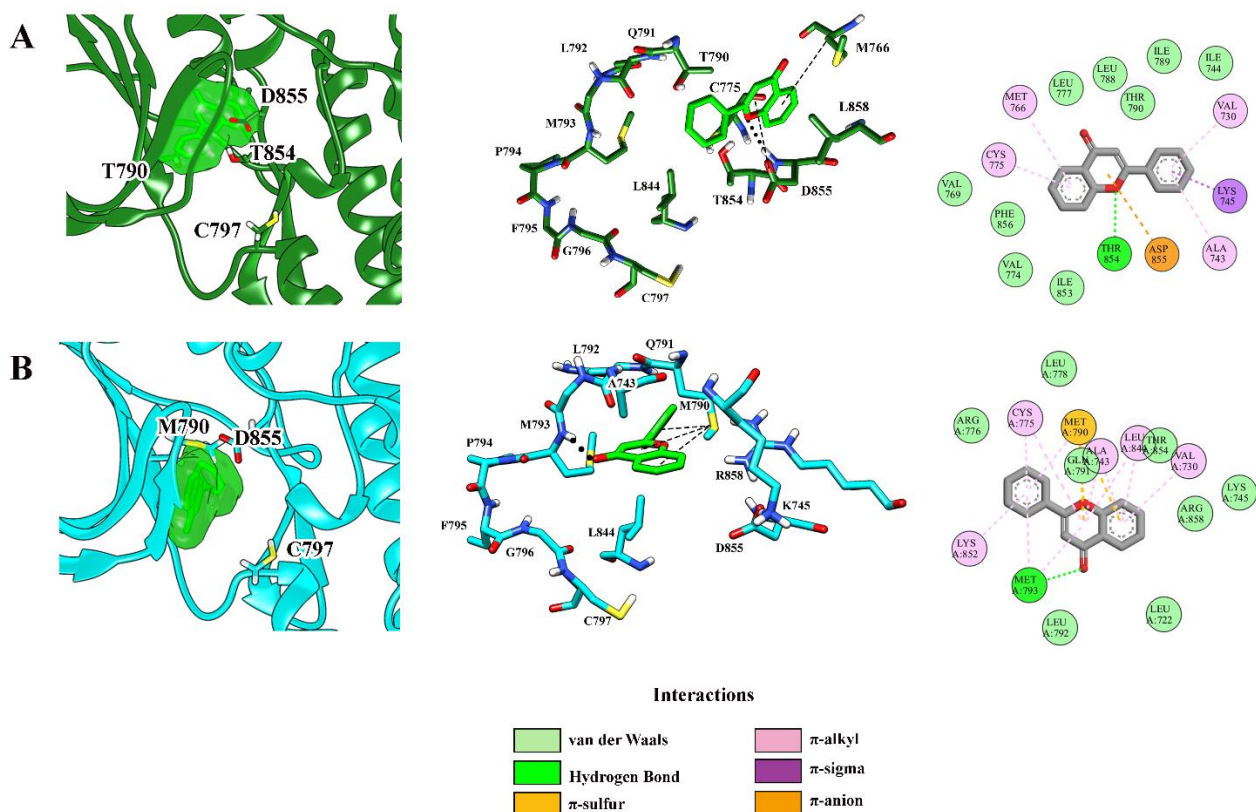 A
D855
T854
T790
C797
Q791
L792
T790
M766
C775
L858
M793
P794
L844
T854
D855
F795
G796
C797
ILE
789
ILE
744
LEU
788
LEU
777
THR
790
MET
766
VAL
730
CYS
775
LYS
745
VAL
769
PHE
856
THR
854
ASP
855
ALA
743
VAL
774
ILE
853
B
M790
D855
C797
L792
Q791
A743
M790
M793
P794
R858
K745
F795
L844
G796
D855
C797
LEU
A:778
CYS
A:775
MET
A:790
ARG
A:776
LEU
A:844
THR
A:854
ALA
A:743
GLN
A:791
VAL
A:730
LYS
A:745
ARG
A:858
LYS
A:852
MET
A:793
LEU
A:792
LEU
A:722
Interactions
van der Waals
π-alkyl
Hydrogen Bond
π-sigma
π-sulfur
π-anion